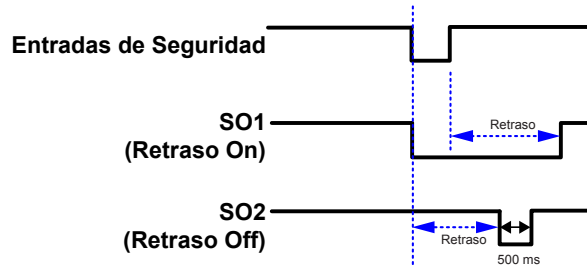 Entradas de Seguridad
SO1
(Retraso On)
Retraso
SO2
(Retraso Off)
Retraso
500 ms